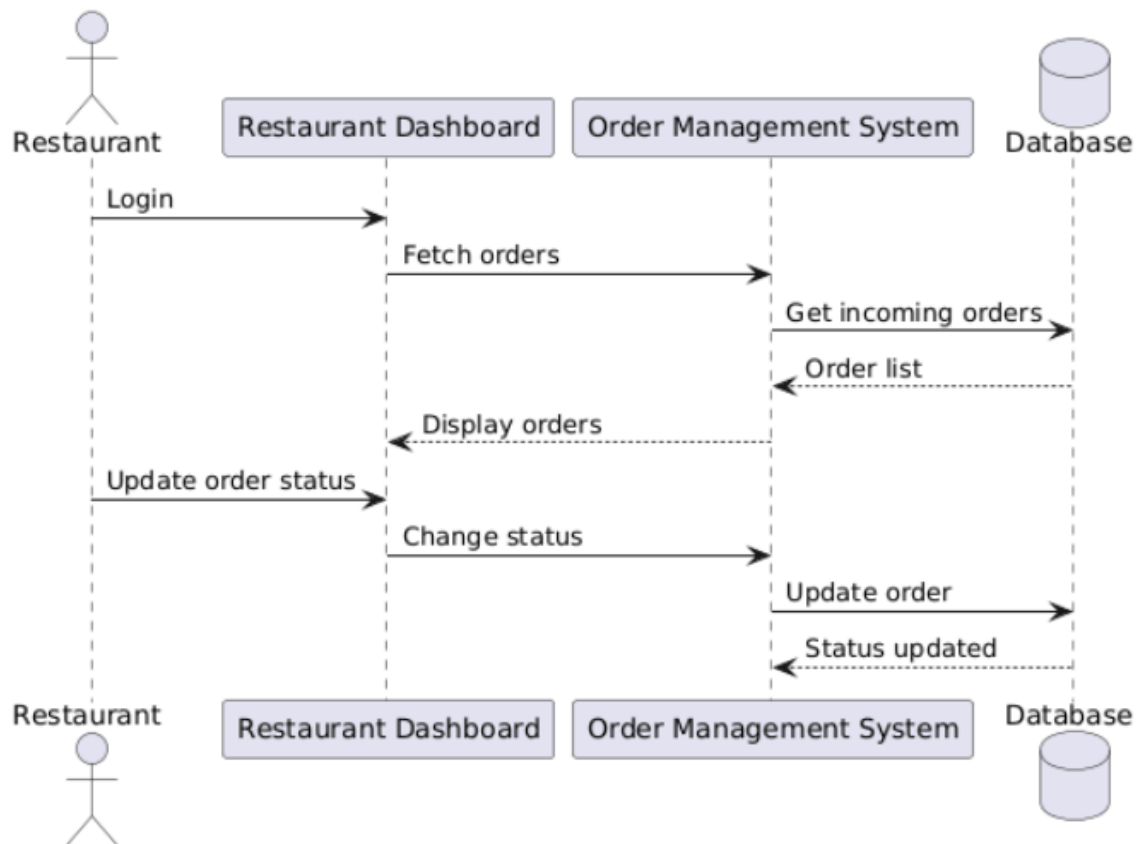 Restaurant
Restaurant Dashboard
Order Management System
Database
Login
Fetch orders
Get incoming orders
Order list
Display orders
Update order status
Change status
Update order
Status updated
Restaurant
Restaurant Dashboard
Order Management System
Database